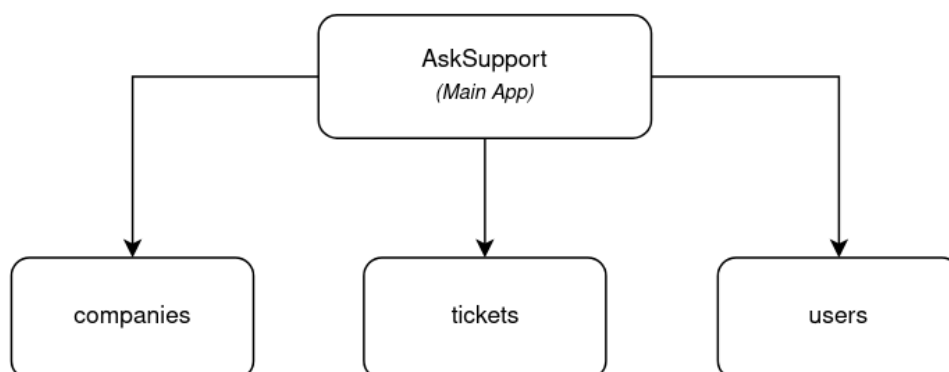 AskSupport
(Main App)
companies
tickets
users